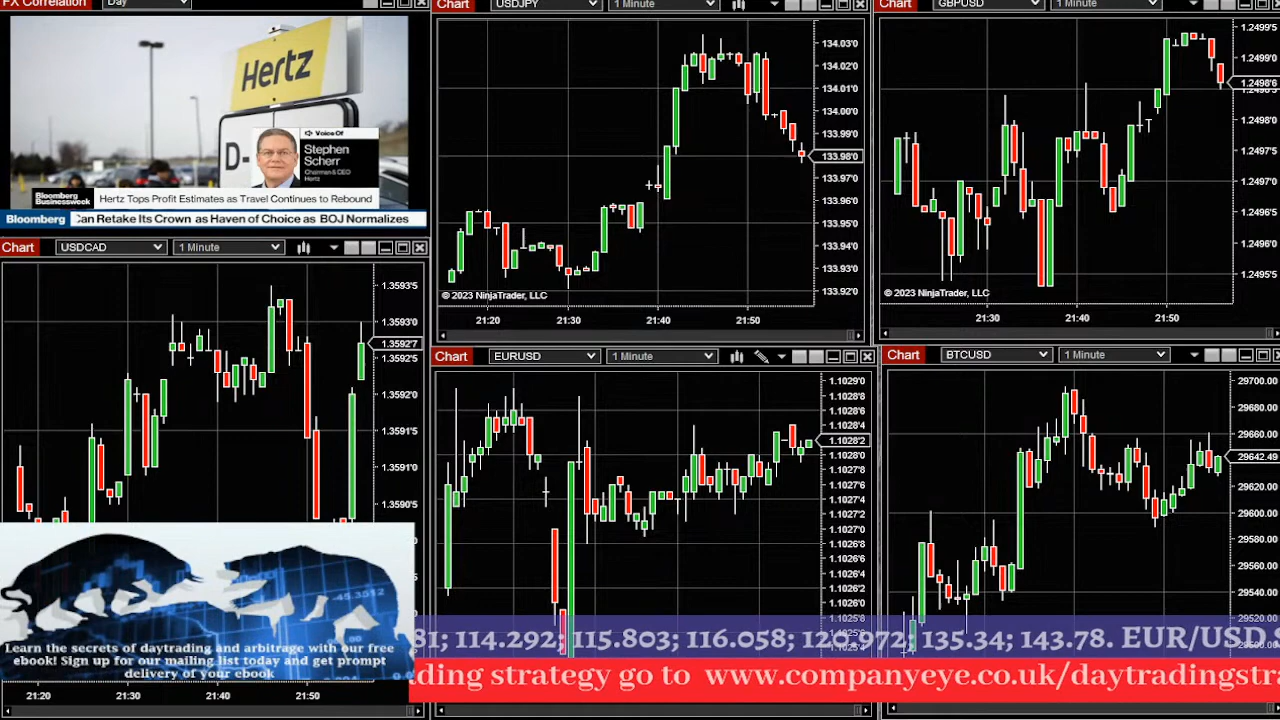 FX Correlation
Day
Hertz
D-
Voice Of
Stephen
Scherr
Chairman & CEO
Hertz
Bloomberg
Businessweek
Hertz Tops Profit Estimates as Travel Continues to Rebound
Bloomberg
Can Retake Its Crown as Haven of Choice as BOJ Normalizes
Chart
USDJPY
1 Minute
134.03'0
134.02'0
134.01'0
134.00'0
133.99'0
133.98'0
133.97'0
133.96'0
133.95'0
133.94'0
133.93'0
133.92'0
© 2023 NinjaTrader, LLC
21:20
21:30
21:40
21:50
Chart
GBPUSD
1 Minute
1.2499'5
1.2499'0
1.2498'6
1.2498'0
1.2497'5
1.2497'0
1.2496'5
1.2496'0
1.2495'5
© 2023 NinjaTrader, LLC
21:30
21:40
21:50
Chart
USDCAD
1 Minute
1.3593'5
1.3593'0
1.3592'7
1.3592'5
1.3592'0
1.3591'5
1.3591'0
1.3590'5
21:20
21:30
21:40
21:50
Chart
EURUSD
1 Minute
1.1029'0
1.1028'6
1.1028'4
1.1028'2
1.1028'0
1.1027'6
1.1027'4
1.1027'2
1.1027'0
1.1026'6
1.1026'4
1.1026'2
1.1026'0
Chart
BTCUSD
1 Minute
29700.00
29680.00
29660.00
29642.49
29620.00
29600.00
29580.00
29560.00
29540.00
-45.3512
Learn the secrets of daytrading and arbitrage with our free
ebook! Sign up for our mailing list today and get prompt
delivery of your ebook
81; 114.292; 115.803; 116.058; 120.972; 135.34; 143.78. EUR/USD
ding strategy go to www.companyeye.co.uk/daytradingstra